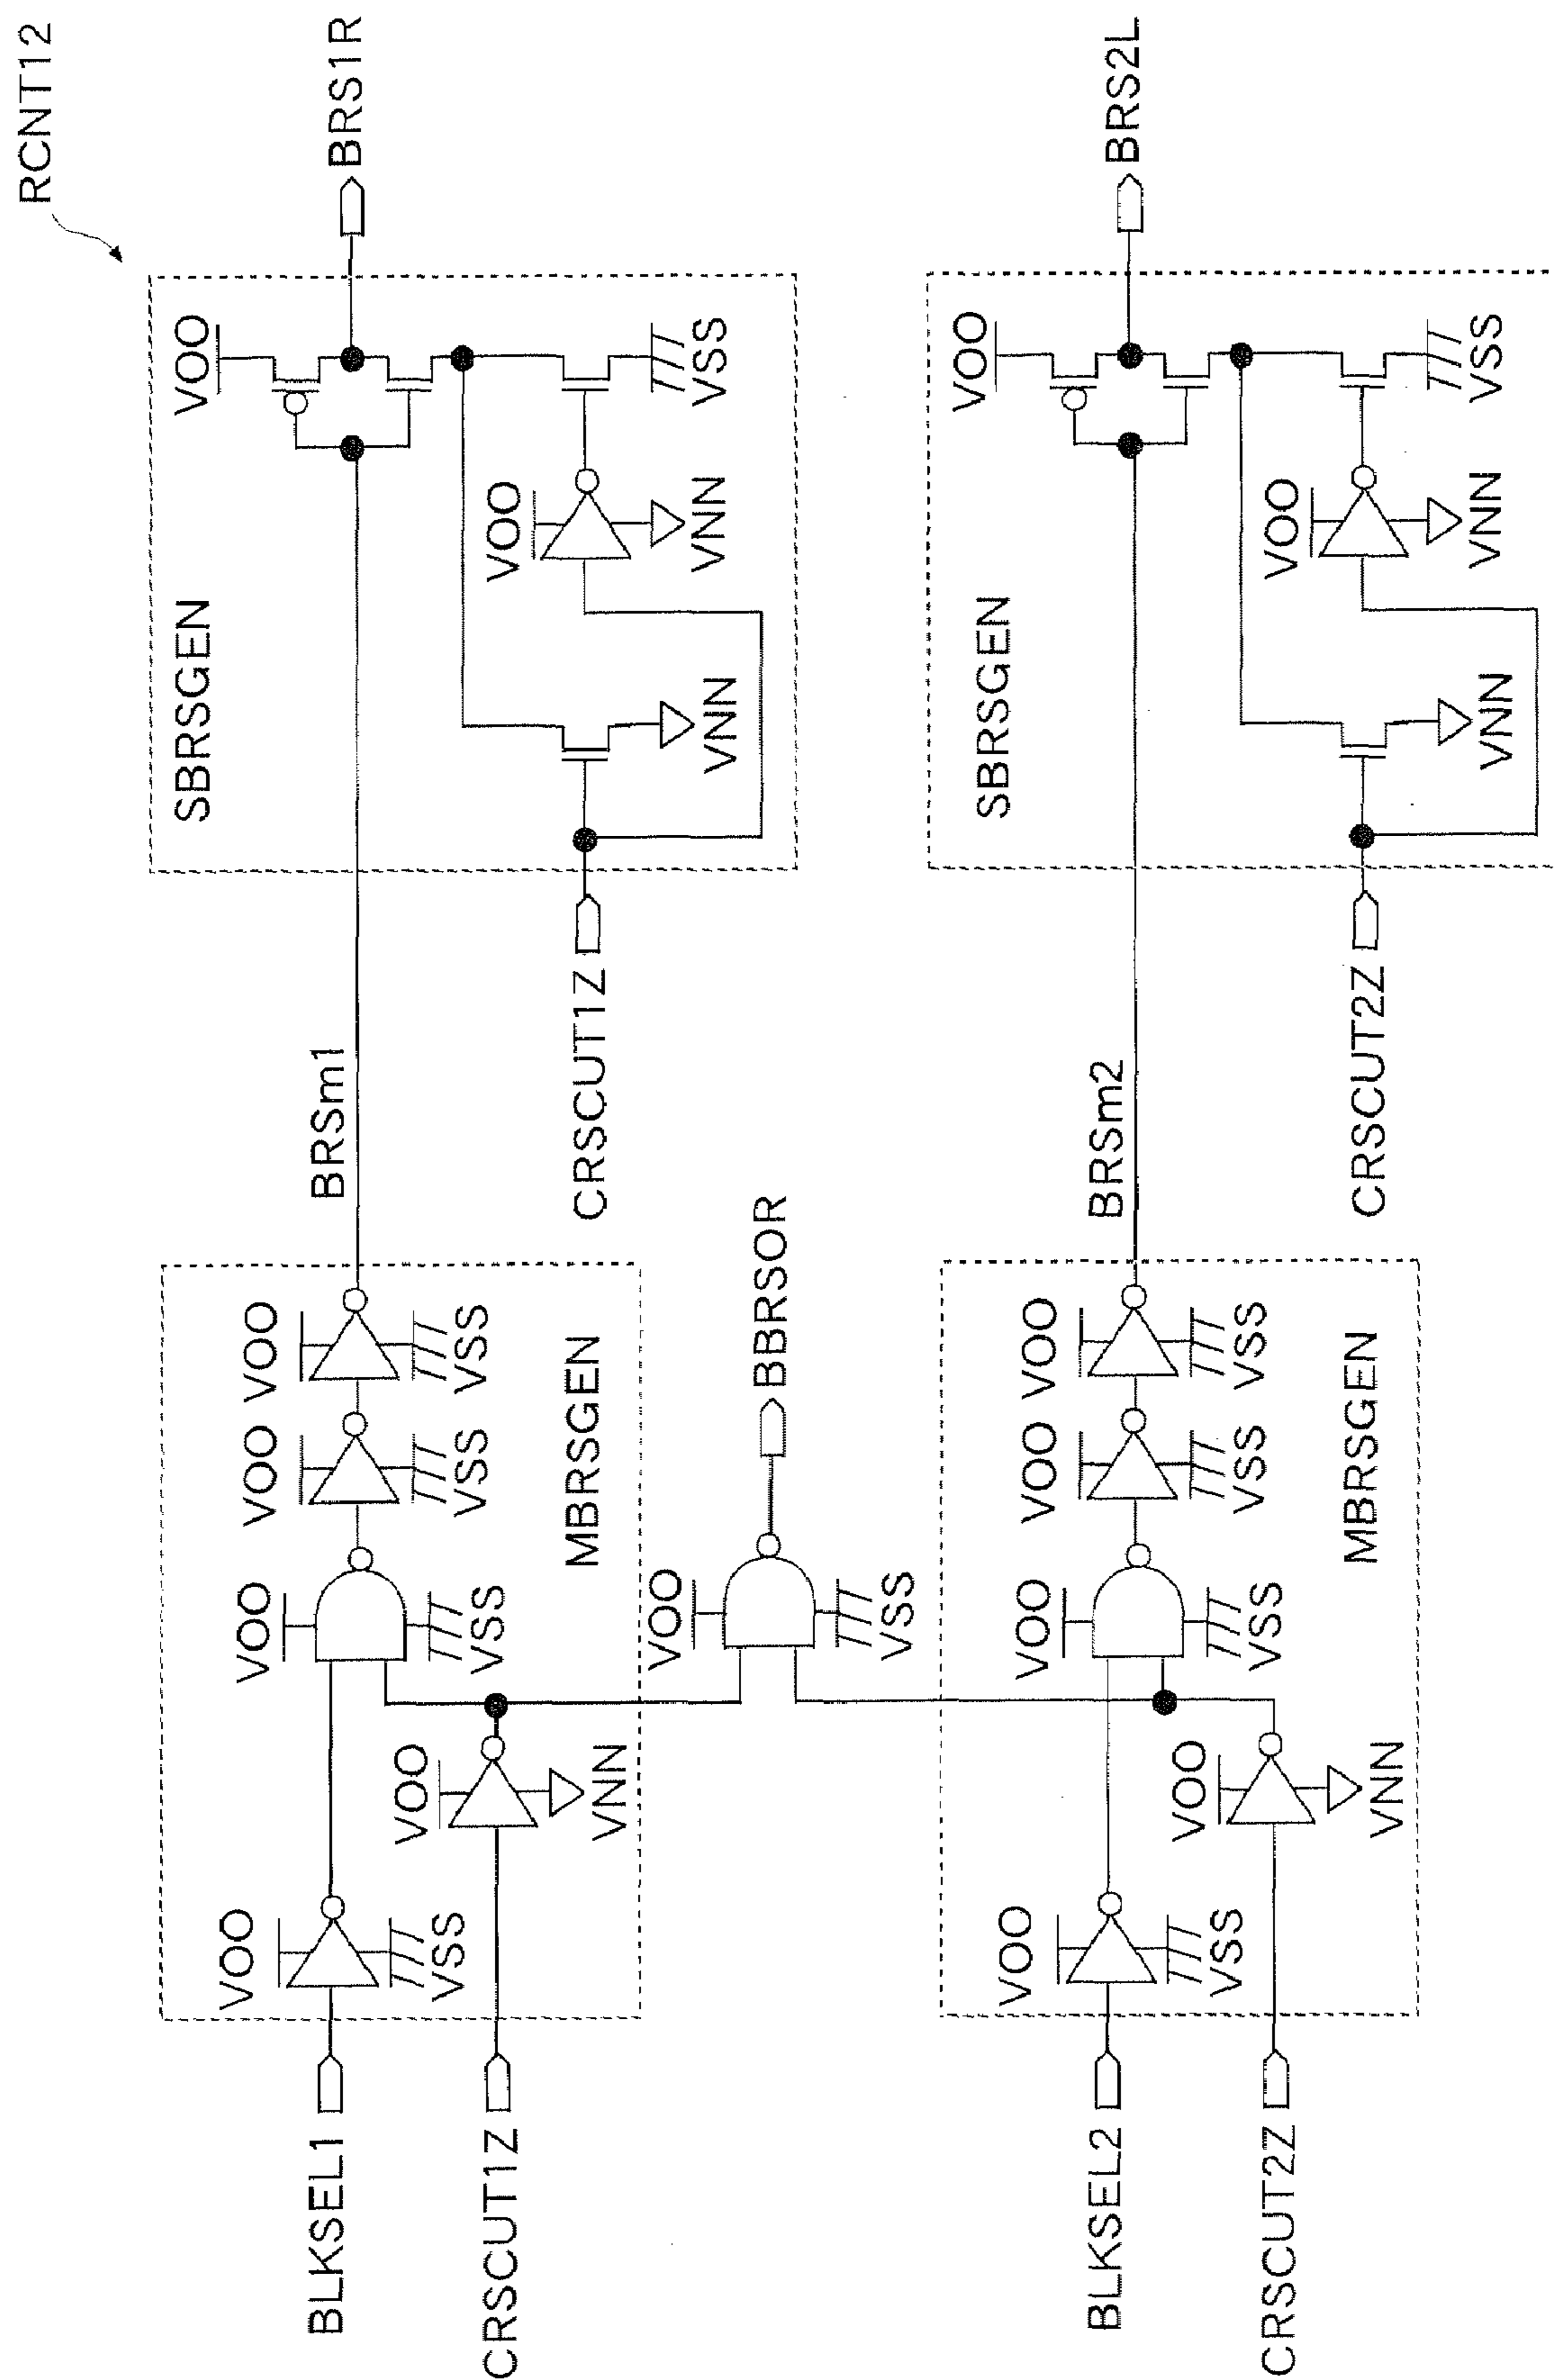 RCNT12
VOO
BRS1R
SBRSGEN
VOO
VSS
VNN
VNN
CRSCUT1Z
BRSm1
VOO
VOO
VOO
VOO
VSS
VSS
VSS
VSS
VOO
VNN
MBRSGEN
BLKSEL1
CRSCUT1Z
VOO
VSS
BBRSOR
VOO
BRS2L
SBRSGEN
VOO
VSS
VNN
VNN
CRSCUT2Z
BRSm2
VOO
VOO
VOO
VOO
VSS
VSS
VSS
VSS
VOO
VNN
MBRSGEN
BLKSEL2
CRSCUT2Z